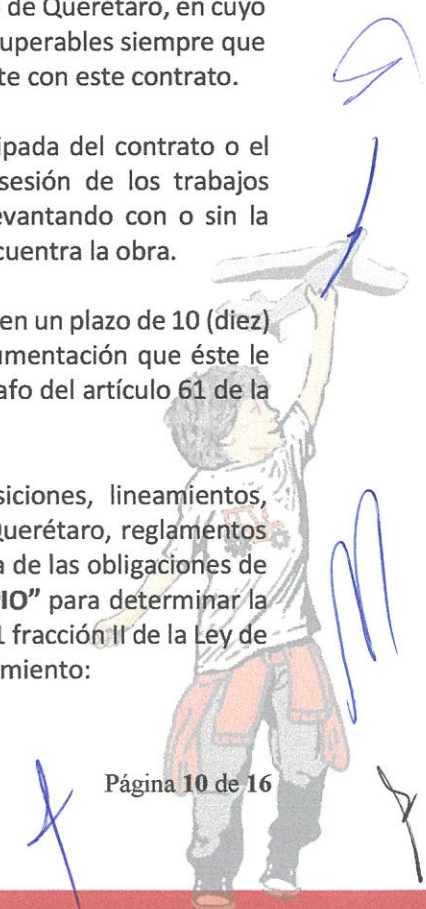 de Querétaro, en cuyo
uperables siempre que
te con este contrato.
ipada del contrato o el
sesión de los trabajos
evantando con o sin la
cuentra la obra.
en un plazo de 10 (diez)
umentación que éste le
afo del artículo 61 de la
siciones, lineamientos,
Querétaro, reglamentos
a de las obligaciones de
PIO" para determinar la
1 fracción II de la Ley de
miento:
Página 10 de 16